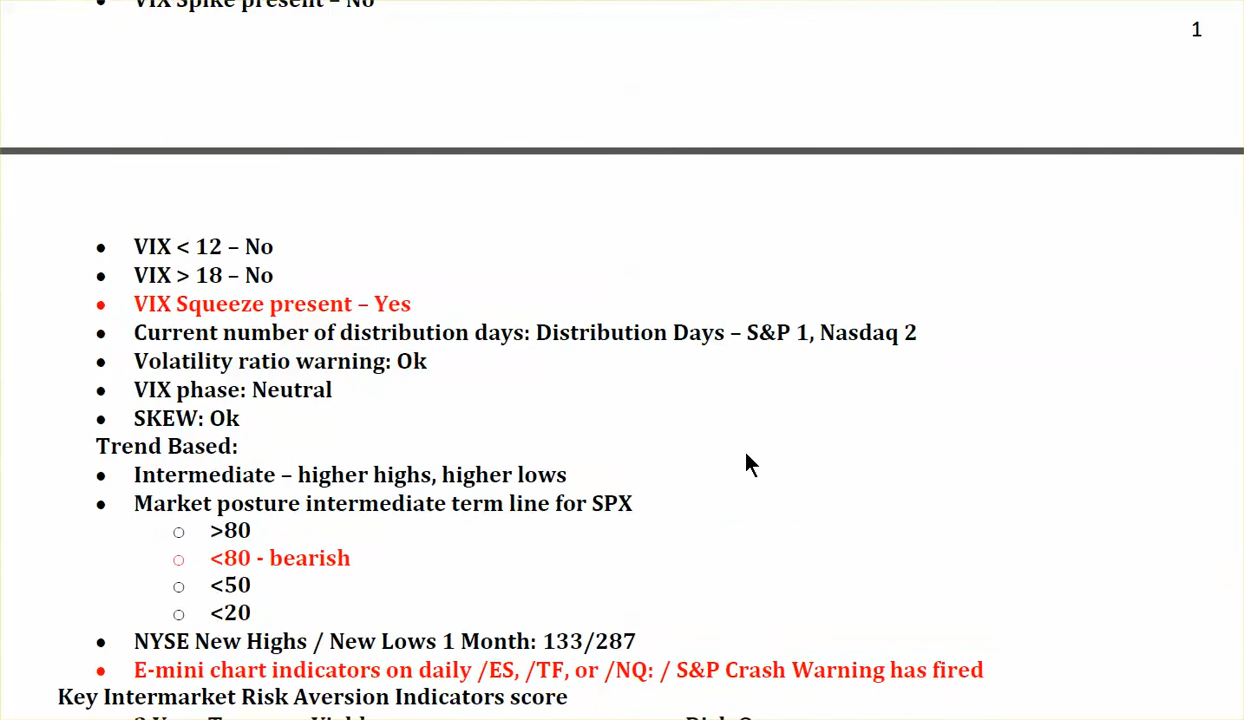 • VIX Spike present – No
1
• VIX < 12 – No
• VIX > 18 – No
• VIX Squeeze present – Yes
• Current number of distribution days: Distribution Days – S&P 1, Nasdaq 2
• Volatility ratio warning: Ok
• VIX phase: Neutral
• SKEW: Ok
Trend Based:
• Intermediate – higher highs, higher lows
• Market posture intermediate term line for SPX
○ >80
○ <80 - bearish
○ <50
○ <20
• NYSE New Highs / New Lows 1 Month: 133/287
• E-mini chart indicators on daily /ES, /TF, or /NQ: / S&P Crash Warning has fired
Key Intermarket Risk Aversion Indicators score